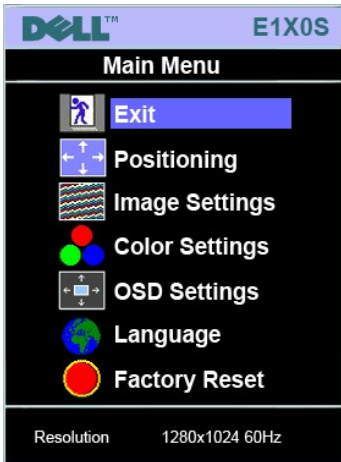 DELL™ E1X0S
Main Menu
Exit
Positioning
Image Settings
Color Settings
OSD Settings
Language
Factory Reset
Resolution 1280x1024 60Hz